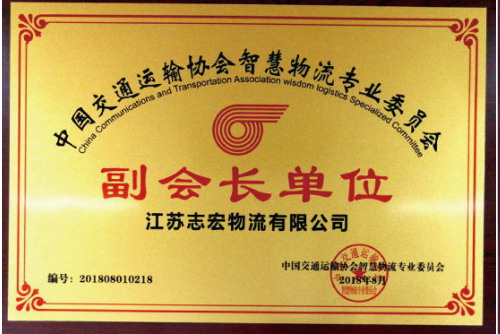 中国交通运输协会智慧物流专业委员会
China Communications and Transportation Association wisdom logistics Specialized Committee
副会长单位
江苏志宏物流有限公司
中国交通运输协会智慧物流专业委员会
编号：201808010218
2018年8月